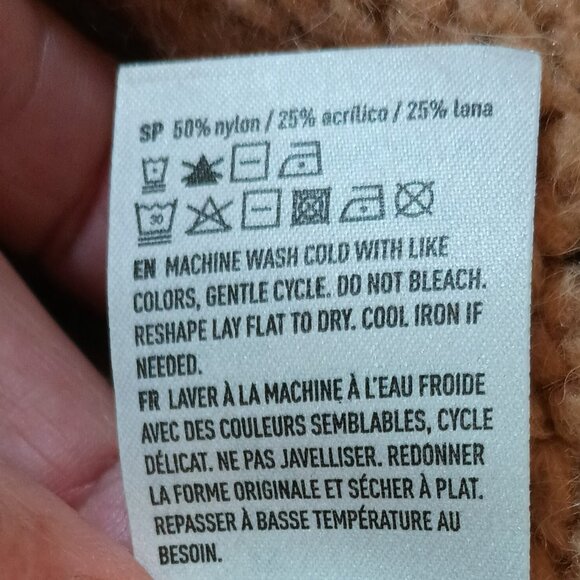 SP 50% nylon / 25% acrílico / 25% lana
30
EN MACHINE WASH COLD WITH LIKE
COLORS, GENTLE CYCLE. DO NOT BLEACH.
RESHAPE LAY FLAT TO DRY. COOL IRON IF
NEEDED.
FR LAVER À LA MACHINE À L'EAU FROIDE
AVEC DES COULEURS SEMBLABLES, CYCLE
DÉLICAT. NE PAS JAVELLISER. REDONNER
LA FORME ORIGINALE ET SÉCHER À PLAT.
REPASSER À BASSE TEMPÉRATURE AU
BESOIN.